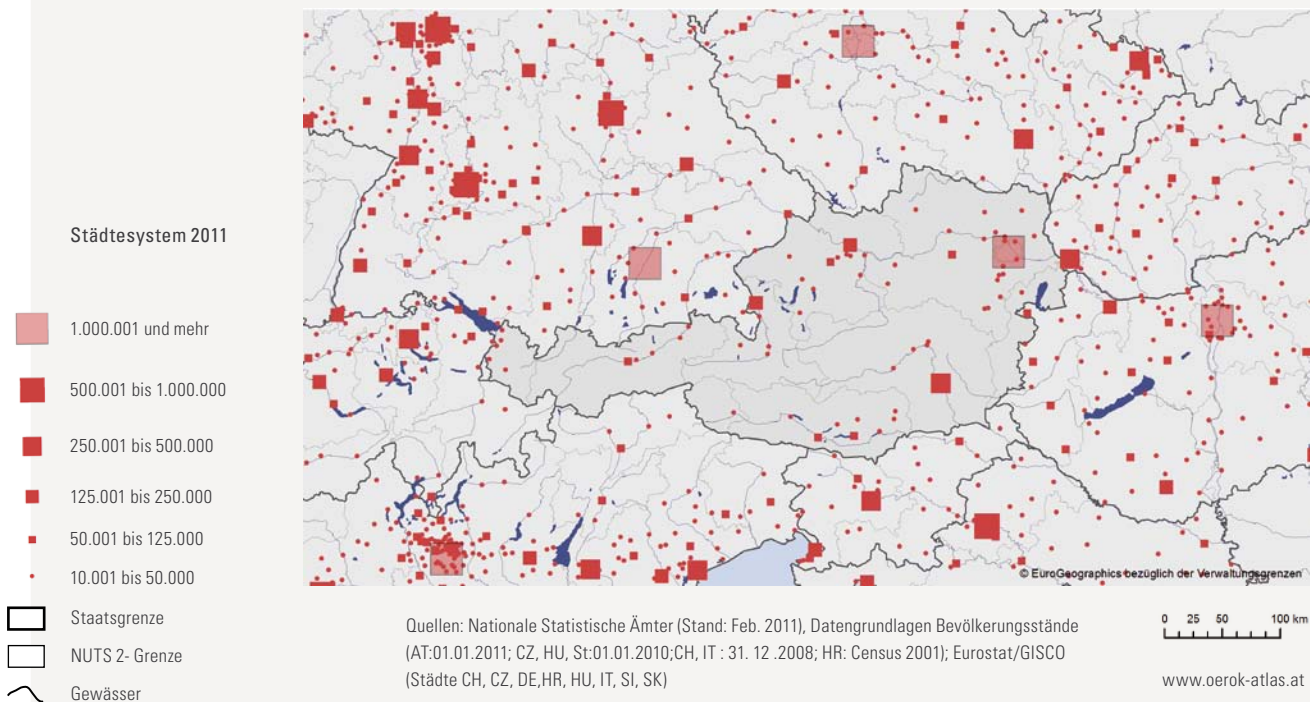 Städtesystem 2011
1.000.001 und mehr
500.001 bis 1.000.000
250.001 bis 500.000
125.001 bis 250.000
50.001 bis 125.000
10.001 bis 50.000
Staatsgrenze
NUTS 2- Grenze
Gewässer
© EuroGeographics bezüglich der Verwaltungsgrenzen
Quellen: Nationale Statistische Ämter (Stand: Feb. 2011), Datengrundlagen Bevölkerungsstände
(AT:01.01.2011; CZ, HU, St:01.01.2010;CH, IT : 31. 12 .2008; HR: Census 2001); Eurostat/GISCO
(Städte CH, CZ, DE,HR, HU, IT, SI, SK)
0 25 50 100 km
www.oerok-atlas.at